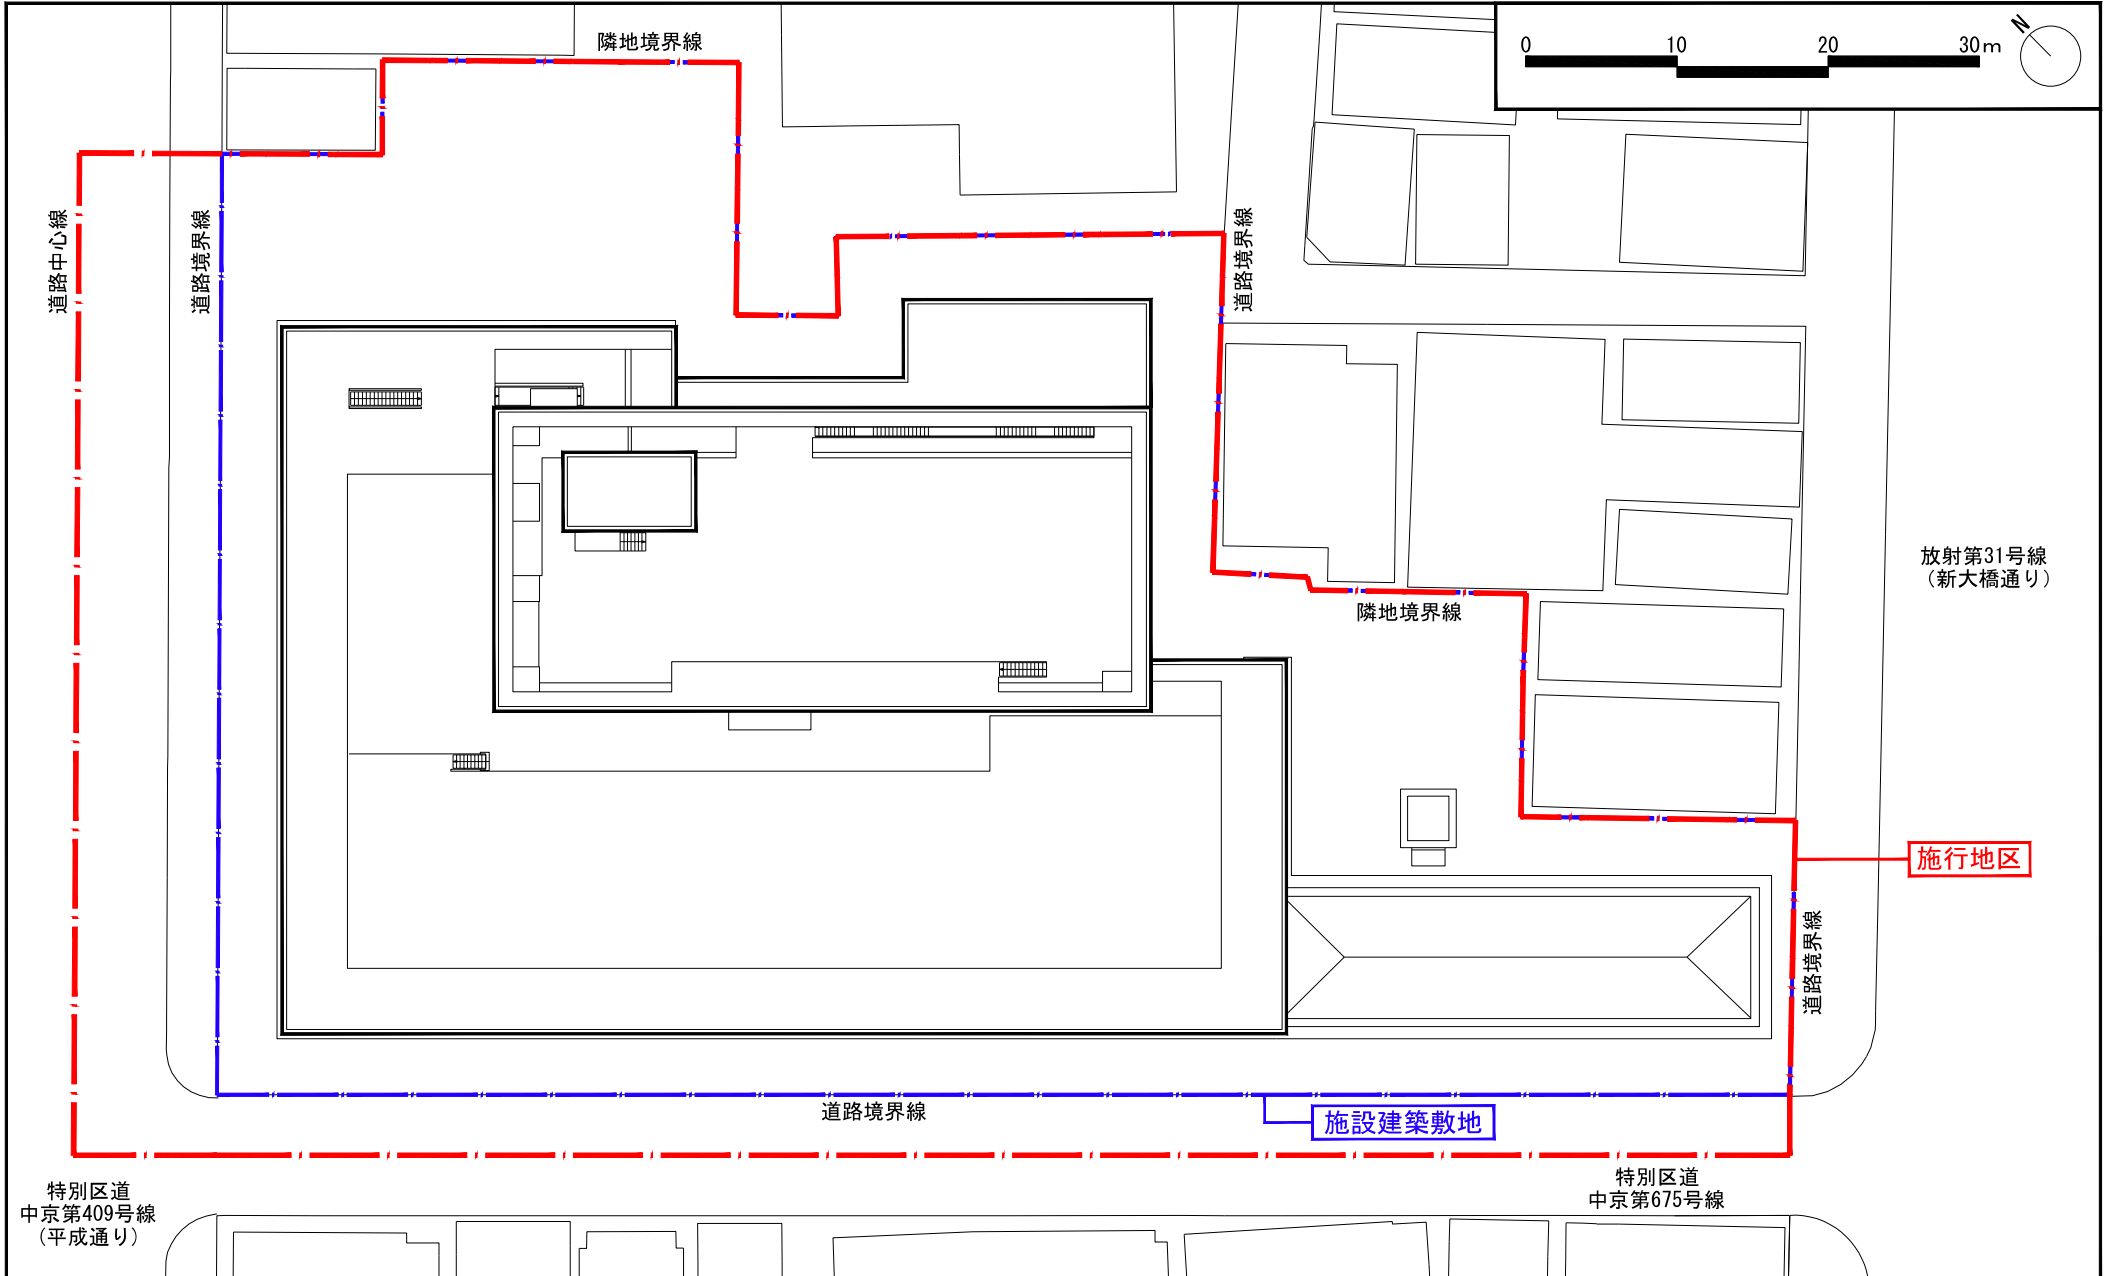 隣地境界線
0 10 20 30m
N
道路中心線
道路境界線
道路境界線
放射第31号線
(新大橋通り)
隣地境界線
施行地区
道路境界線
道路境界線
施設建築敷地
特別区道
中京第409号線
(平成通り)
特別区道
中京第675号線